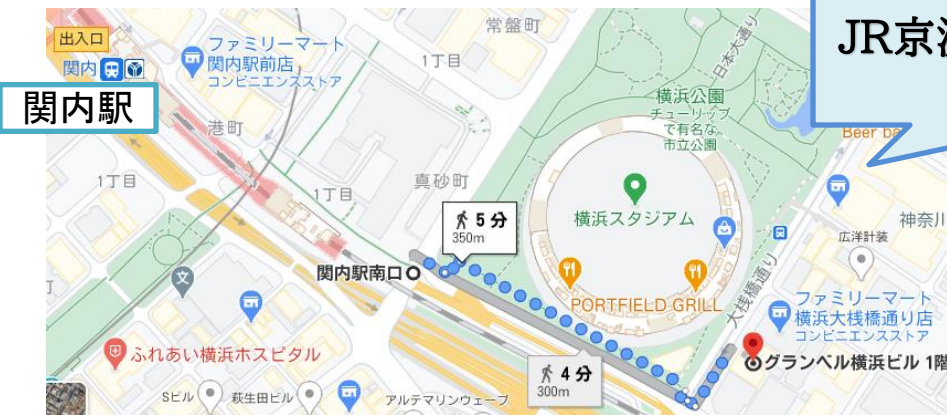 JR京
出入口
関内
関内駅
ファミリーマート
関内駅前店
コンビニエンスストア
常盤町
1丁目
日本大通り
横浜公園
チューリップ
で有名な
市立公園
Beer ba
港町
1丁目
1丁目
真砂町
5 分
350m
横浜スタジアム
神奈川
広洋計装
関内駅南口
PORTFIELD GRILL
大桟橋通り
ファミリーマート
横浜大桟橋通り店
コンビニエンスストア
グランベル横浜ビル 1階
文
ふれあい横浜ホスピタル
4 分
300m
Sビル
萩生田ビル
アルテマリンウェーブ